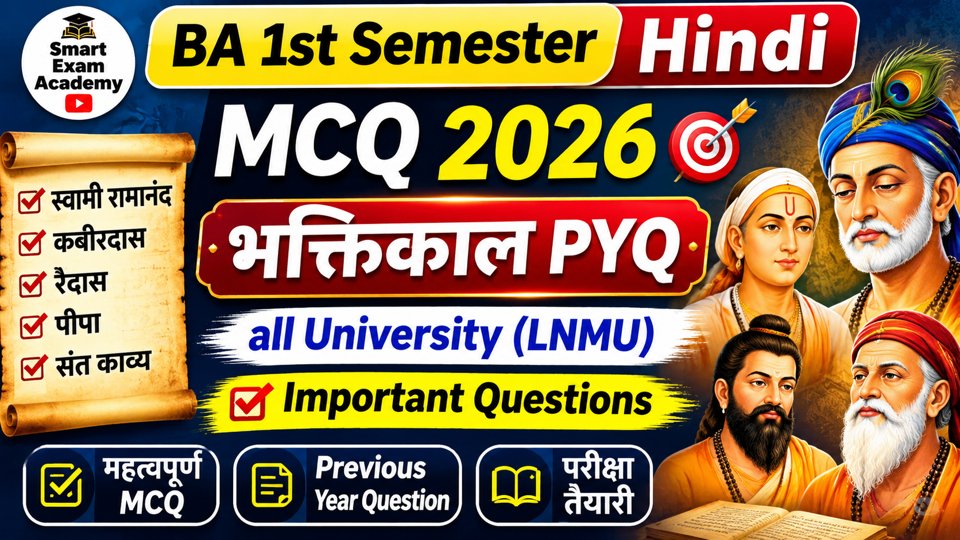 Smart
Exam
Academy
BA 1st Semester Hindi
MCQ 2026
भक्तिकाल PYQ
all University (LNMU)
Important Questions
स्वामी रामानंद
कबीरदास
रैदास
पीपा
संत काव्य
महत्वपूर्ण
MCQ
Previous
Year Question
परीक्षा
तैयारी